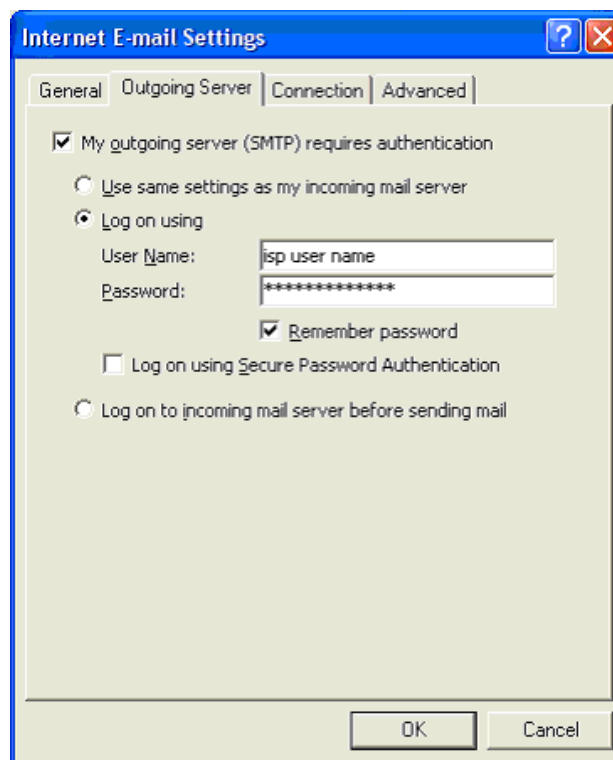 Internet E-mail Settings
General Outgoing Server Connection Advanced
My outgoing server (SMTP) requires authentication
Use same settings as my incoming mail server
Log on using
User Name: isp user name
Password: *************
Remember password
Log on using Secure Password Authentication
Log on to incoming mail server before sending mail
OK Cancel